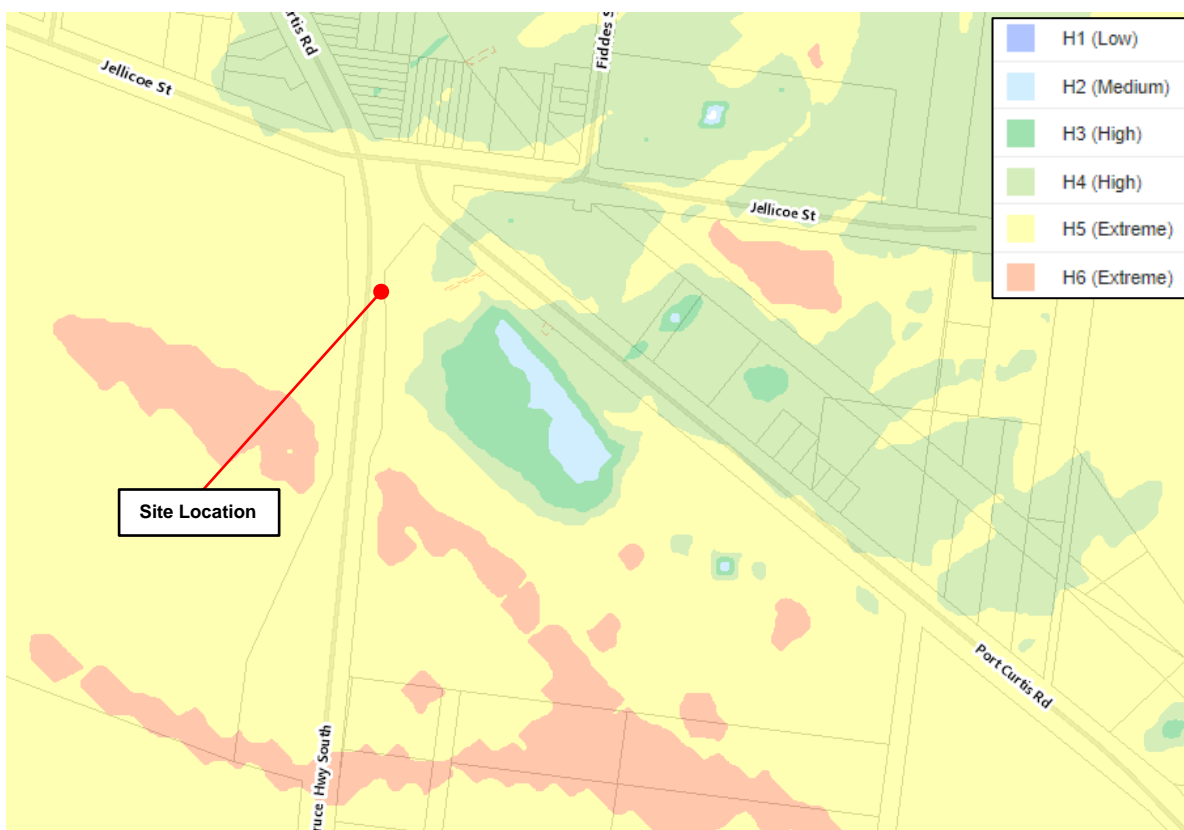 urtis Rd
Jellicoe St
Fiddes S
Jellicoe St
H1 (Low)
H2 (Medium)
H3 (High)
H4 (High)
H5 (Extreme)
H6 (Extreme)
Site Location
Port Curtis Rd
ruce Hwy South